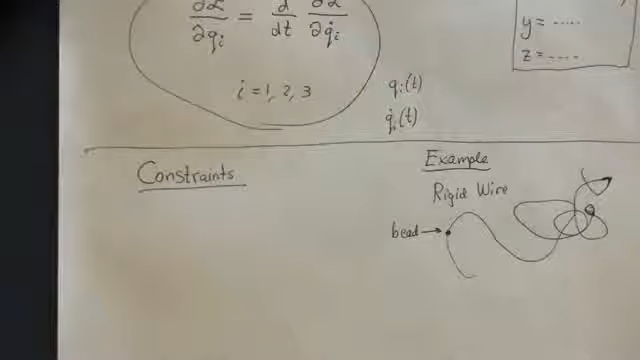 ∂ℒ/∂qᵢ = d/dt ∂ℒ/∂q̇ᵢ
i = 1, 2, 3
qᵢ(t)
q̇ᵢ(t)
y = .....
z = ....
Constraints
Example
Rigid Wire
bead →